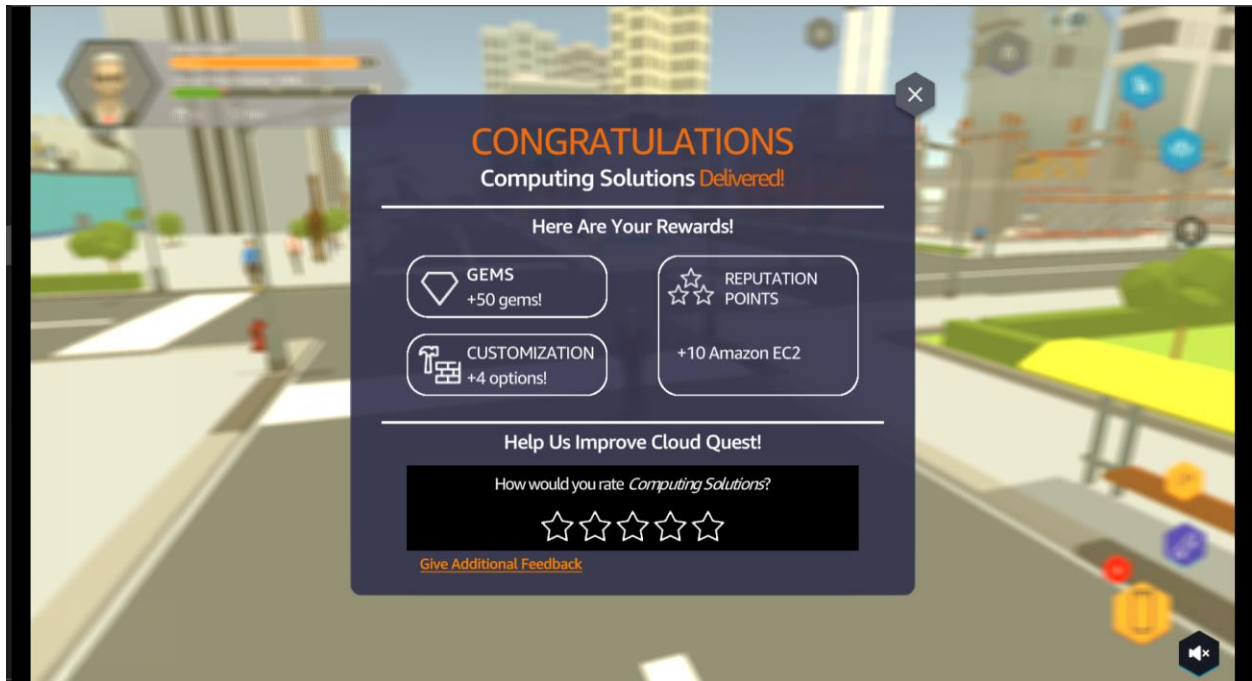 CONGRATULATIONS
Computing Solutions Delivered!
Here Are Your Rewards!
GEMS
+50 gems!
CUSTOMIZATION
+4 options!
REPUTATION
POINTS
+10 Amazon EC2
Help Us Improve Cloud Quest!
How would you rate Computing Solutions?
Give Additional Feedback